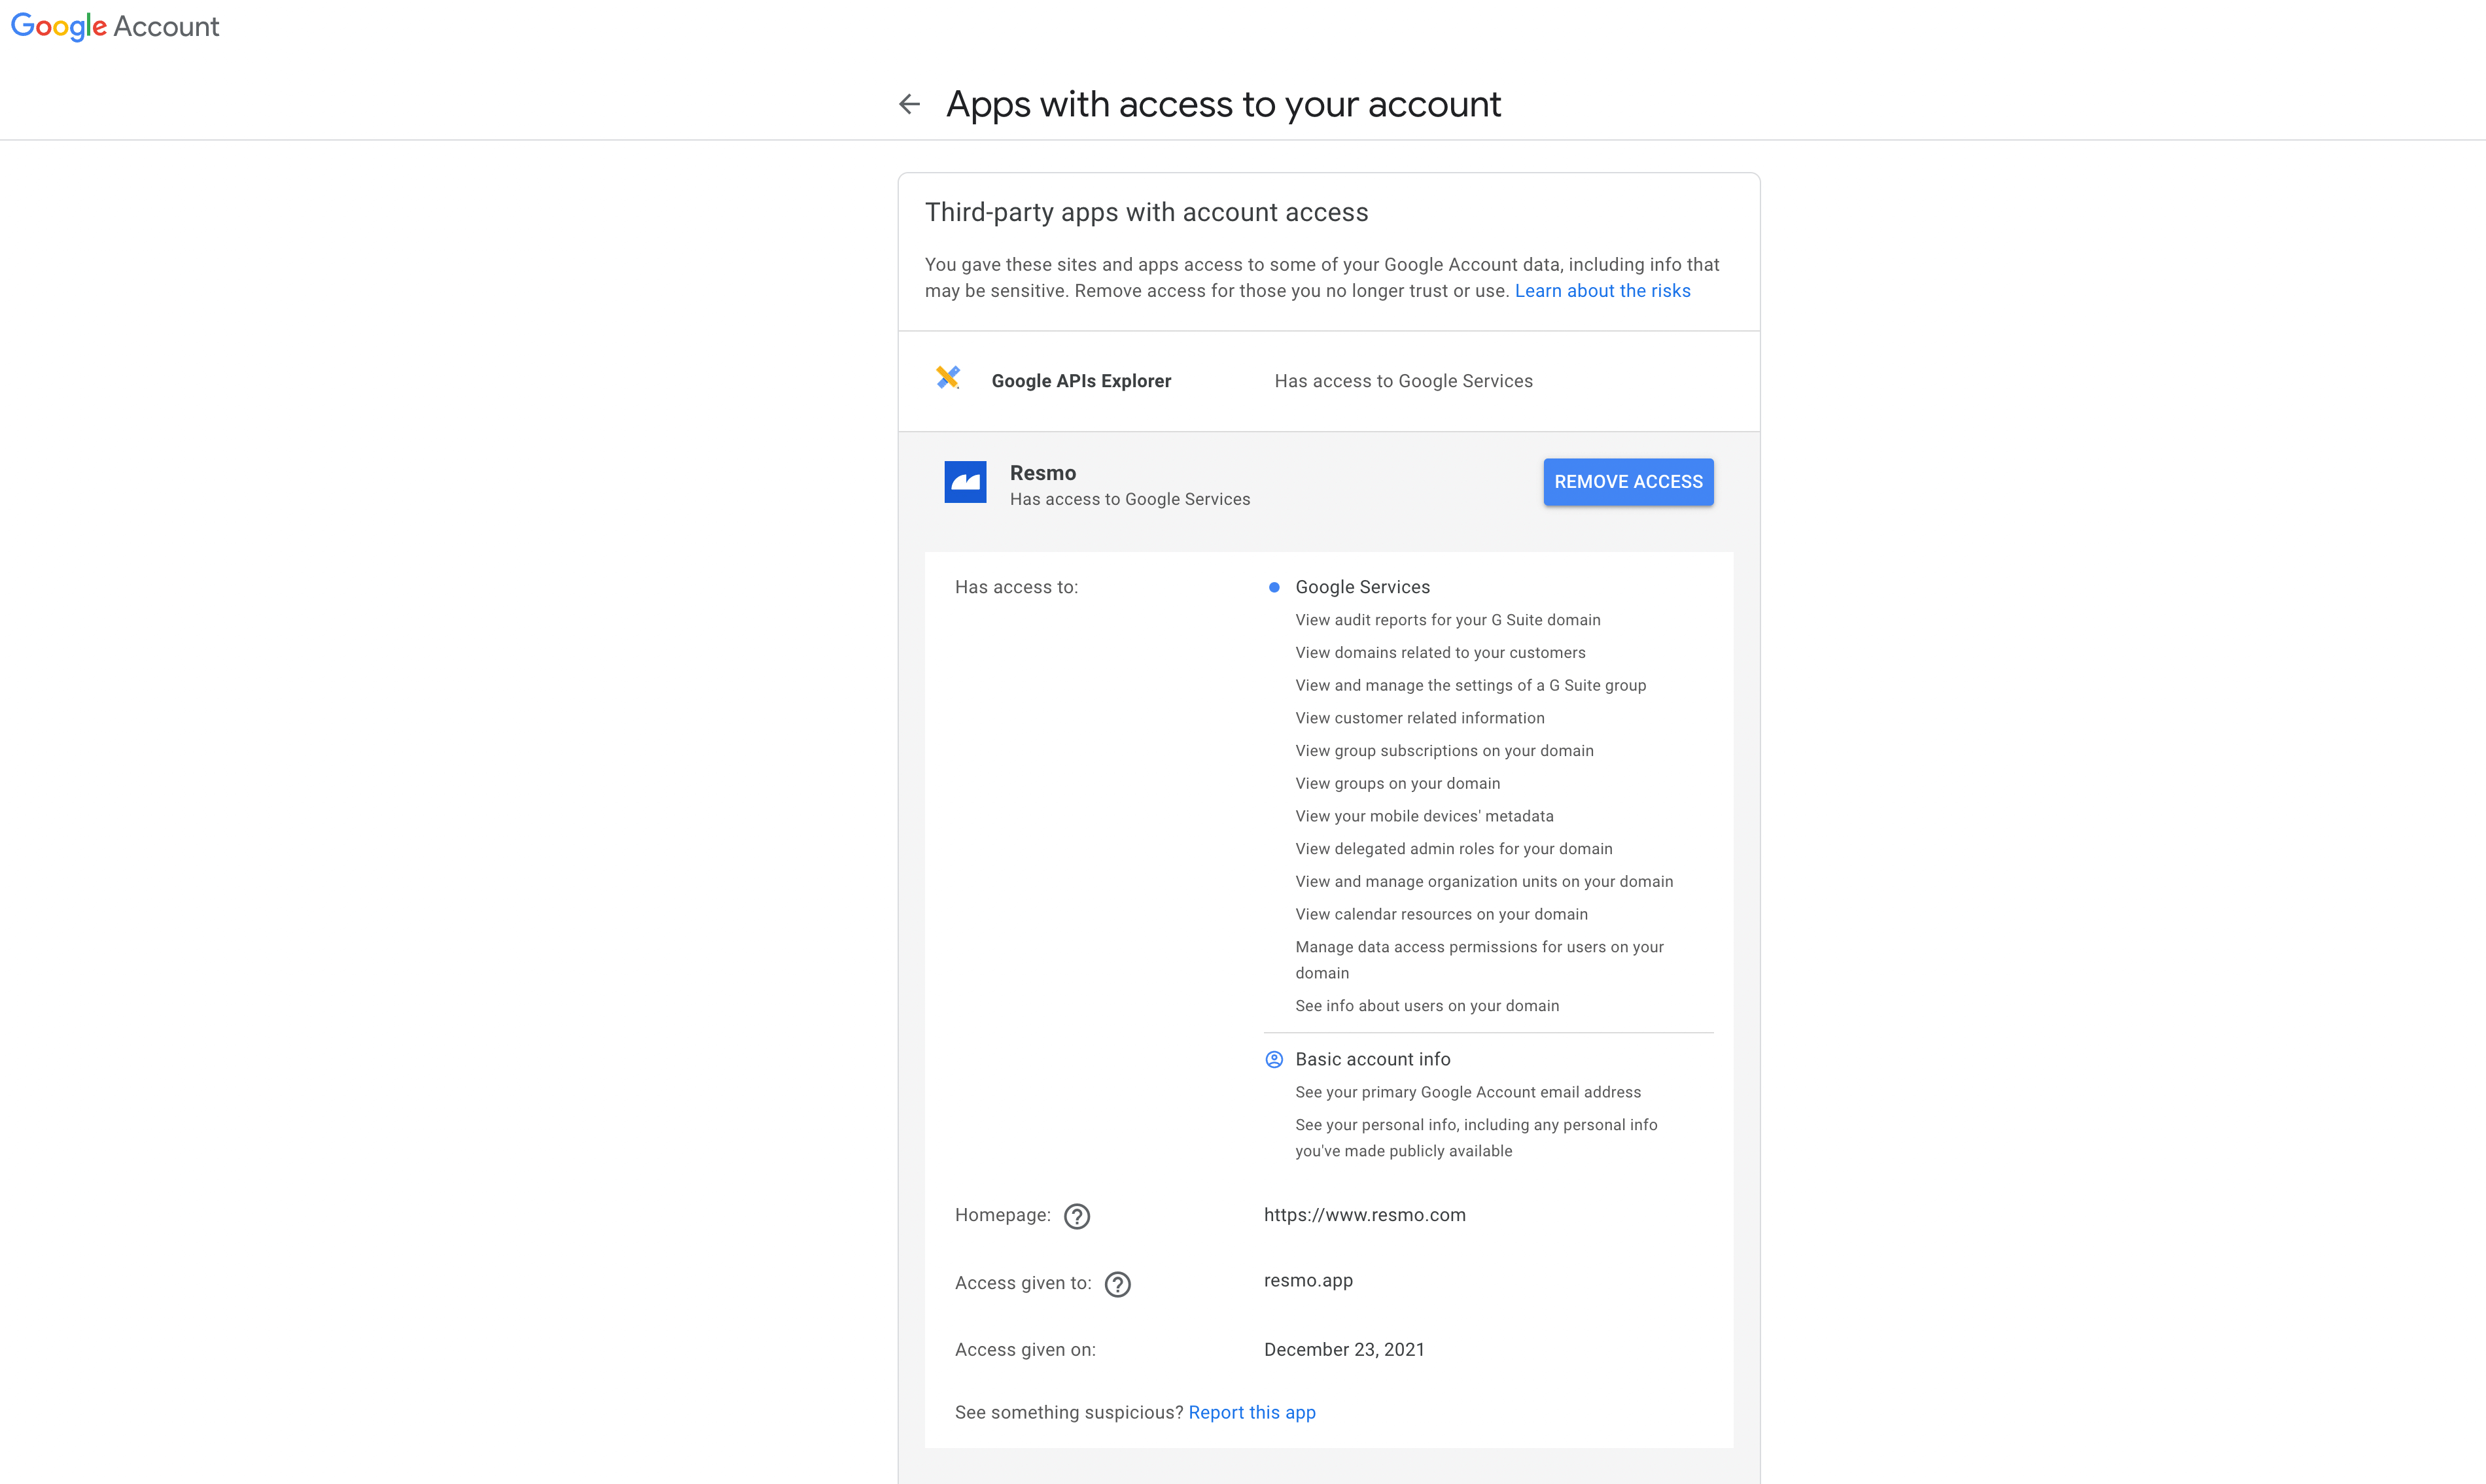 Google Account
Apps with access to your account
Third-party apps with account access
You gave these sites and apps access to some of your Google Account data, including info that
may be sensitive. Remove access for those you no longer trust or use. Learn about the risks
Google APIs Explorer Has access to Google Services
Resmo
Has access to Google Services
REMOVE ACCESS
Has access to:
Google Services
View audit reports for your G Suite domain
View domains related to your customers
View and manage the settings of a G Suite group
View customer related information
View group subscriptions on your domain
View groups on your domain
View your mobile devices' metadata
View delegated admin roles for your domain
View and manage organization units on your domain
View calendar resources on your domain
Manage data access permissions for users on your
domain
See info about users on your domain
Basic account info
See your primary Google Account email address
See your personal info, including any personal info
you've made publicly available
Homepage: ? https://www.resmo.com
Access given to: ? resmo.app
Access given on: December 23, 2021
See something suspicious? Report this app